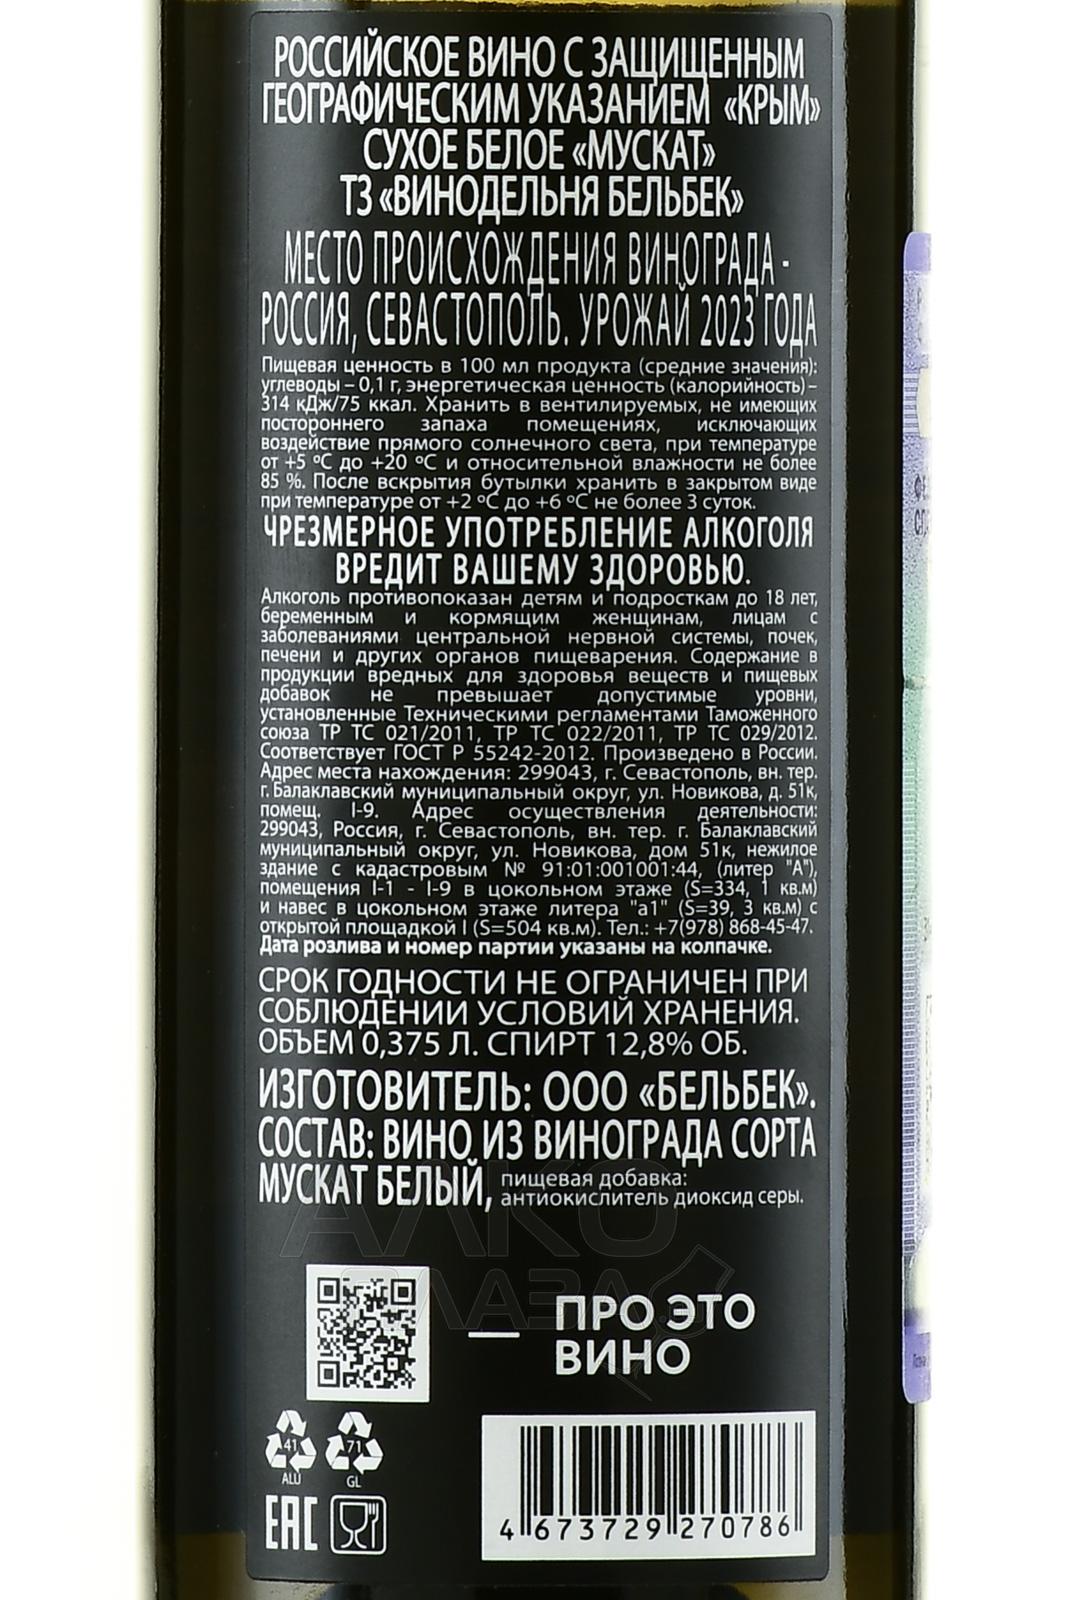 РОССИЙСКОЕ ВИНО С ЗАЩИЩЕННЫМ
ГЕОГРАФИЧЕСКИМ УКАЗАНИЕМ «КРЫМ»
СУХОЕ БЕЛОЕ «МУСКАТ»
ТЗ «ВИНОДЕЛЬНЯ БЕЛЬБЕК»
МЕСТО ПРОИСХОЖДЕНИЯ ВИНОГРАДА -
РОССИЯ, СЕВАСТОПОЛЬ. УРОЖАЙ 2023 ГОДА
Пищевая ценность в 100 мл продукта (средние значения):
углеводы – 0,1 г, энергетическая ценность (калорийность) –
314 кДж/75 ккал. Хранить в вентилируемых, не имеющих
постороннего запаха помещениях, исключающих
воздействие прямого солнечного света, при температуре
от +5 ºС до +20 ºС и относительной влажности не более
85 %. После вскрытия бутылки хранить в закрытом виде
при температуре от +2 ºС до +6 ºС не более 3 суток.
ЧРЕЗМЕРНОЕ УПОТРЕБЛЕНИЕ АЛКОГОЛЯ
ВРЕДИТ ВАШЕМУ ЗДОРОВЬЮ.
Алкоголь противопоказан детям и подросткам до 18 лет,
беременным и кормящим женщинам, лицам с
заболеваниями центральной нервной системы, почек,
печени и других органов пищеварения. Содержание в
продукции вредных для здоровья веществ и пищевых
добавок не превышает допустимые уровни,
установленные Техническими регламентами Таможенного
союза ТР ТС 021/2011, ТР ТС 022/2011, ТР ТС 029/2012.
Соответствует ГОСТ Р 55242-2012. Произведено в России.
Адрес места нахождения: 299043, г. Севастополь, вн. тер.
г. Балаклавский муниципальный округ, ул. Новикова, д. 51к,
помещ. I-9. Адрес осуществления деятельности:
299043, Россия, г. Севастополь, вн. тер. г. Балаклавский
муниципальный округ, ул. Новикова, дом 51к, нежилое
здание с кадастровым № 91:01:001001:44, (литер "А"),
помещения I-1 - I-9 в цокольном этаже (S=334, 1 кв.м)
и навес в цокольном этаже литера "а1" (S=39, 3 кв.м) с
открытой площадкой I (S=504 кв.м). Тел.: +7(978) 868-45-47.
Дата розлива и номер партии указаны на колпачке.
СРОК ГОДНОСТИ НЕ ОГРАНИЧЕН ПРИ
СОБЛЮДЕНИИ УСЛОВИЙ ХРАНЕНИЯ.
ОБЪЕМ 0,375 Л. СПИРТ 12,8% ОБ.
ИЗГОТОВИТЕЛЬ: ООО «БЕЛЬБЕК».
СОСТАВ: ВИНО ИЗ ВИНОГРАДА СОРТА
МУСКАТ БЕЛЫЙ, пищевая добавка:
антиокислитель диоксид серы.
АЛКО
ПЛАЗА
— ПРО ЭТО
ВИНО
41 71
ALU GL
EAC
4 673729 270786